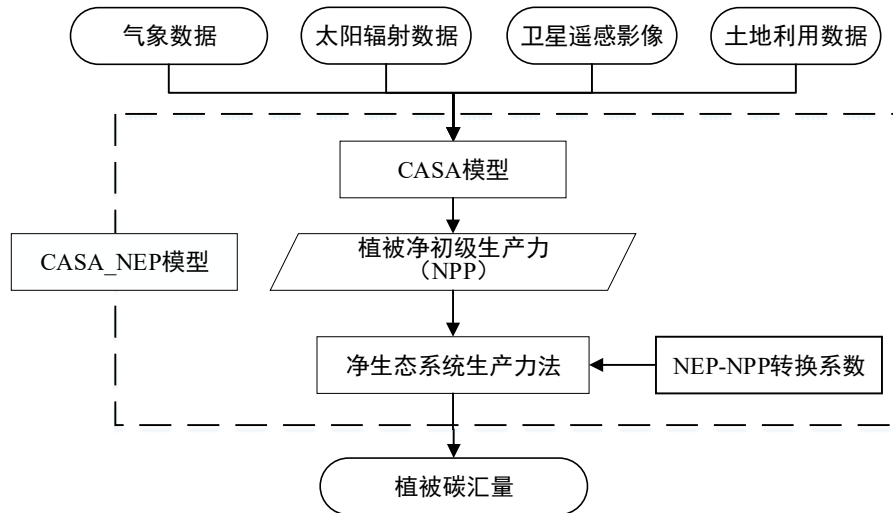 气象数据
太阳辐射数据
卫星遥感影像
土地利用数据
CASA模型
CASA_NEP模型
植被净初级生产力
（NPP）
净生态系统生产力法
NEP-NPP转换系数
植被碳汇量